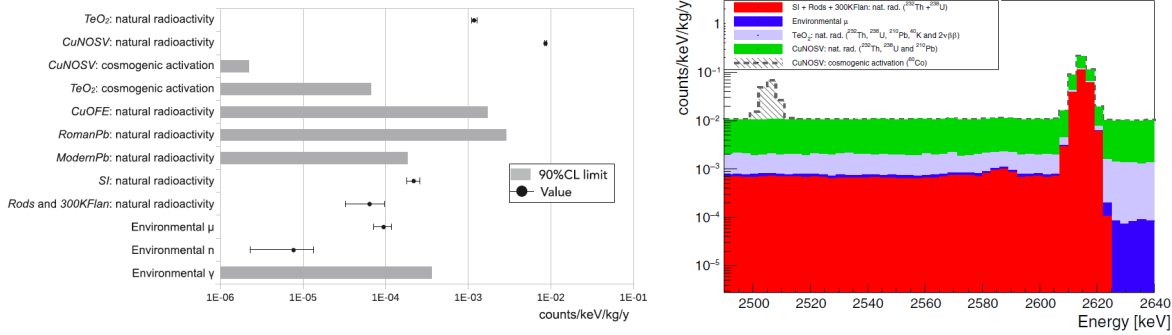 TeO2: natural radioactivity
CuNOSV: natural radioactivity
CuNOSV: cosmogenic activation
TeO2: cosmogenic activation
CuOFE: natural radioactivity
RomanPb: natural radioactivity
ModernPb: natural radioactivity
SI: natural radioactivity
Rods and 300KFlan: natural radioactivity
Environmental μ
Environmental n
Environmental γ
90%CL limit
Value
1E-06 1E-05 1E-04 1E-03 1E-02 1E-01
counts/keV/kg/y
counts/keV/kg/y
1
10⁻¹
10⁻²
10⁻³
10⁻⁴
10⁻⁵
SI + Rods + 300KFlan: nat. rad. (²³²Th +²³⁸U)
Environmental μ
TeO₂: nat. rad. (²³²Th, ²³⁸U, ²¹⁰Pb,⁴⁰K and 2νββ)
CuNOSV: nat. rad. (²³²Th, ²³⁸U and ²¹⁰Pb)
CuNOSV: cosmogenic activation (⁶⁰Co)
2500 2520 2540 2560 2580 2600 2620 2640
Energy [keV]